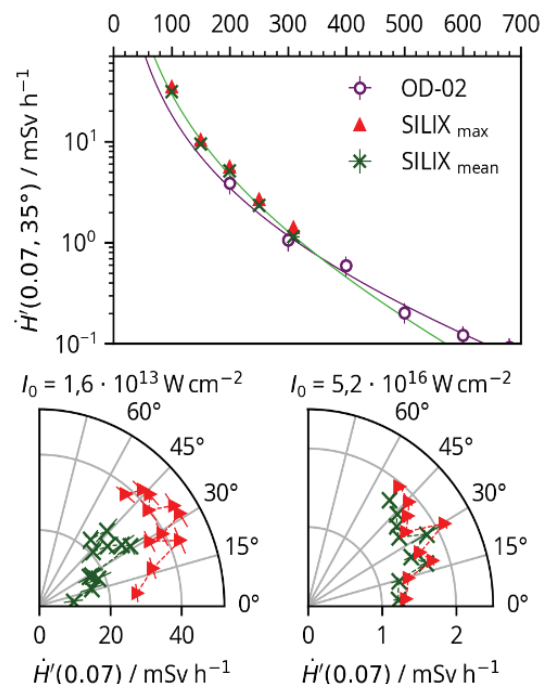 0 100 200 300 400 500 600 700
Ḣ′(0.07, 35°) / mSv h⁻¹
10¹
10⁰
10⁻¹
OD-02
SILIX max
SILIX mean
I₀ = 1,6 · 10¹³ W cm⁻²
60°
45°
30°
15°
0°
0 20 40
Ḣ′(0.07) / mSv h⁻¹
I₀ = 5,2 · 10¹⁶ W cm⁻²
60°
45°
30°
15°
0°
0 1 2
Ḣ′(0.07) / mSv h⁻¹